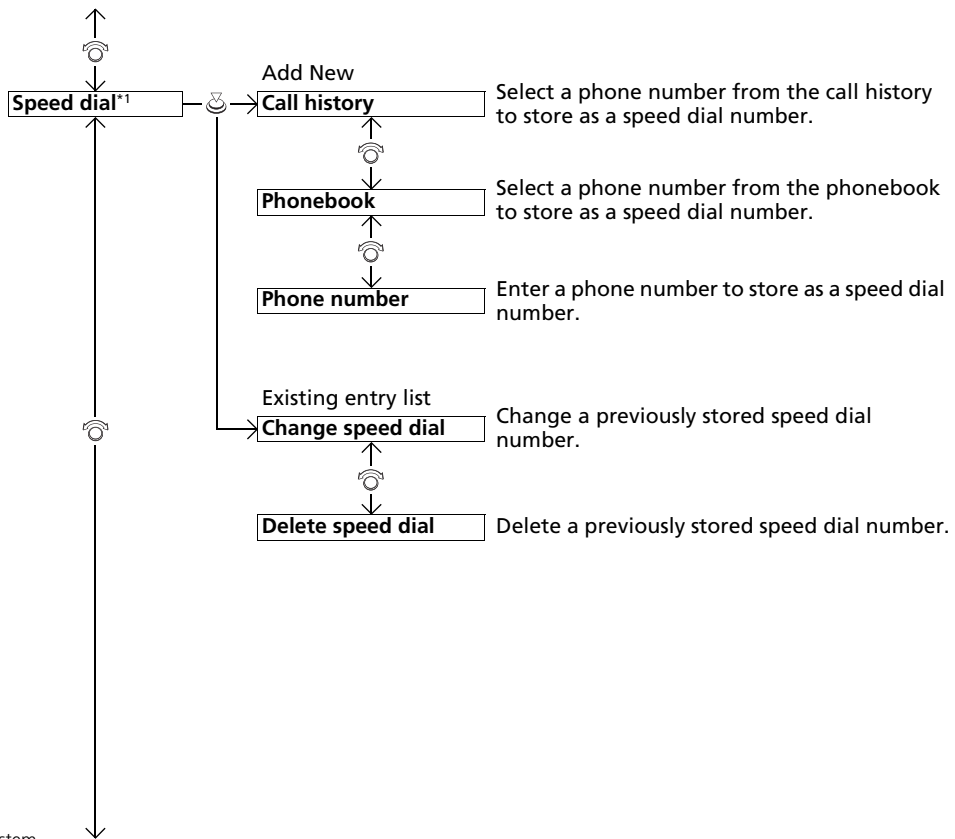 Speed dial*1
Add New
Call history
Select a phone number from the call history
to store as a speed dial number.
Phonebook
Select a phone number from the phonebook
to store as a speed dial number.
Phone number
Enter a phone number to store as a speed dial
number.
Existing entry list
Change speed dial
Change a previously stored speed dial
number.
Delete speed dial
Delete a previously stored speed dial number.